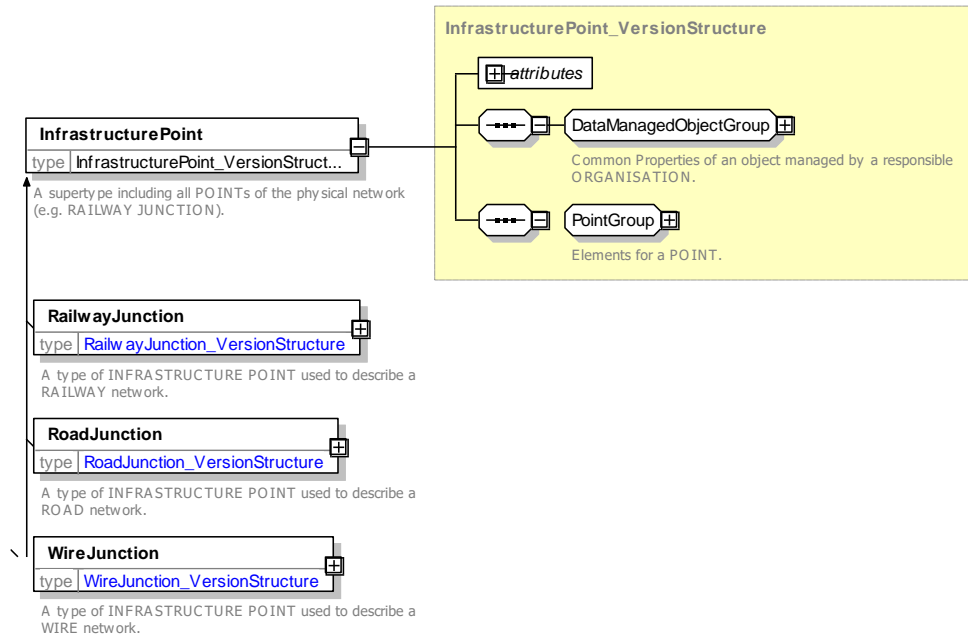 InfrastructurePoint_VersionStructure
attributes
InfrastructurePoint
type InfrastructurePoint_VersionStruct...
A supertype including all POINTs of the physical network
(e.g. RAILWAY JUNCTION).
DataManagedObjectGroup
Common Properties of an object managed by a responsible
ORGANISATION.
PointGroup
Elements for a POINT.
RailwayJunction
type RailwayJunction_VersionStructure
A type of INFRASTRUCTURE POINT used to describe a
RAILWAY network.
RoadJunction
type RoadJunction_VersionStructure
A type of INFRASTRUCTURE POINT used to describe a
ROAD network.
WireJunction
type WireJunction_VersionStructure
A type of INFRASTRUCTURE POINT used to describe a
WIRE network.